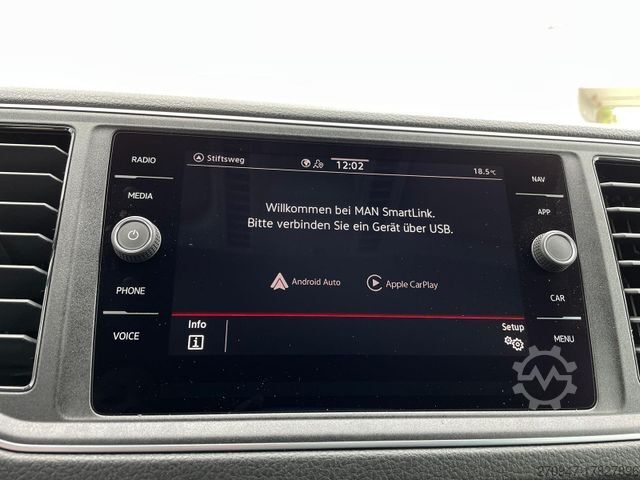 RADIO
MEDIA
PHONE
VOICE
Stiftsweg
12:02
18.5°C
Willkommen bei MAN SmartLink.
Bitte verbinden Sie ein Gerät über USB.
Android Auto
Apple CarPlay
Info
Setup
NAV
APP
CAR
MENU